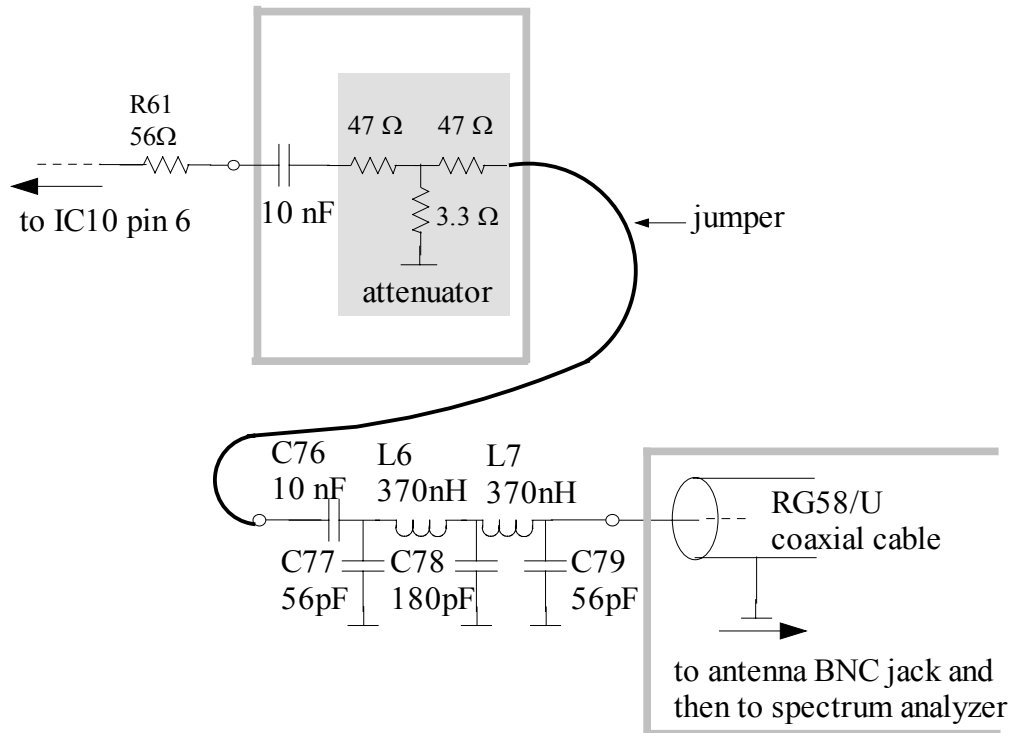 R61
56Ω
47 Ω
47 Ω
to IC10 pin 6
10 nF
3.3 Ω
jumper
attenuator
C76
10 nF
L6
370nH
L7
370nH
C77
56pF
C78
180pF
C79
56pF
RG58/U
coaxial cable
to antenna BNC jack and
then to spectrum analyzer